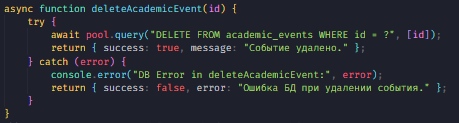 async function deleteAcademicEvent(id) {
    try {
        await pool.query("DELETE FROM academic_events WHERE id = ?", [id]);
        return { success: true, message: "Событие удалено." };
    } catch (error) {
        console.error("DB Error in deleteAcademicEvent:", error);
        return { success: false, error: "Ошибка БД при удалении события." };
    }
}